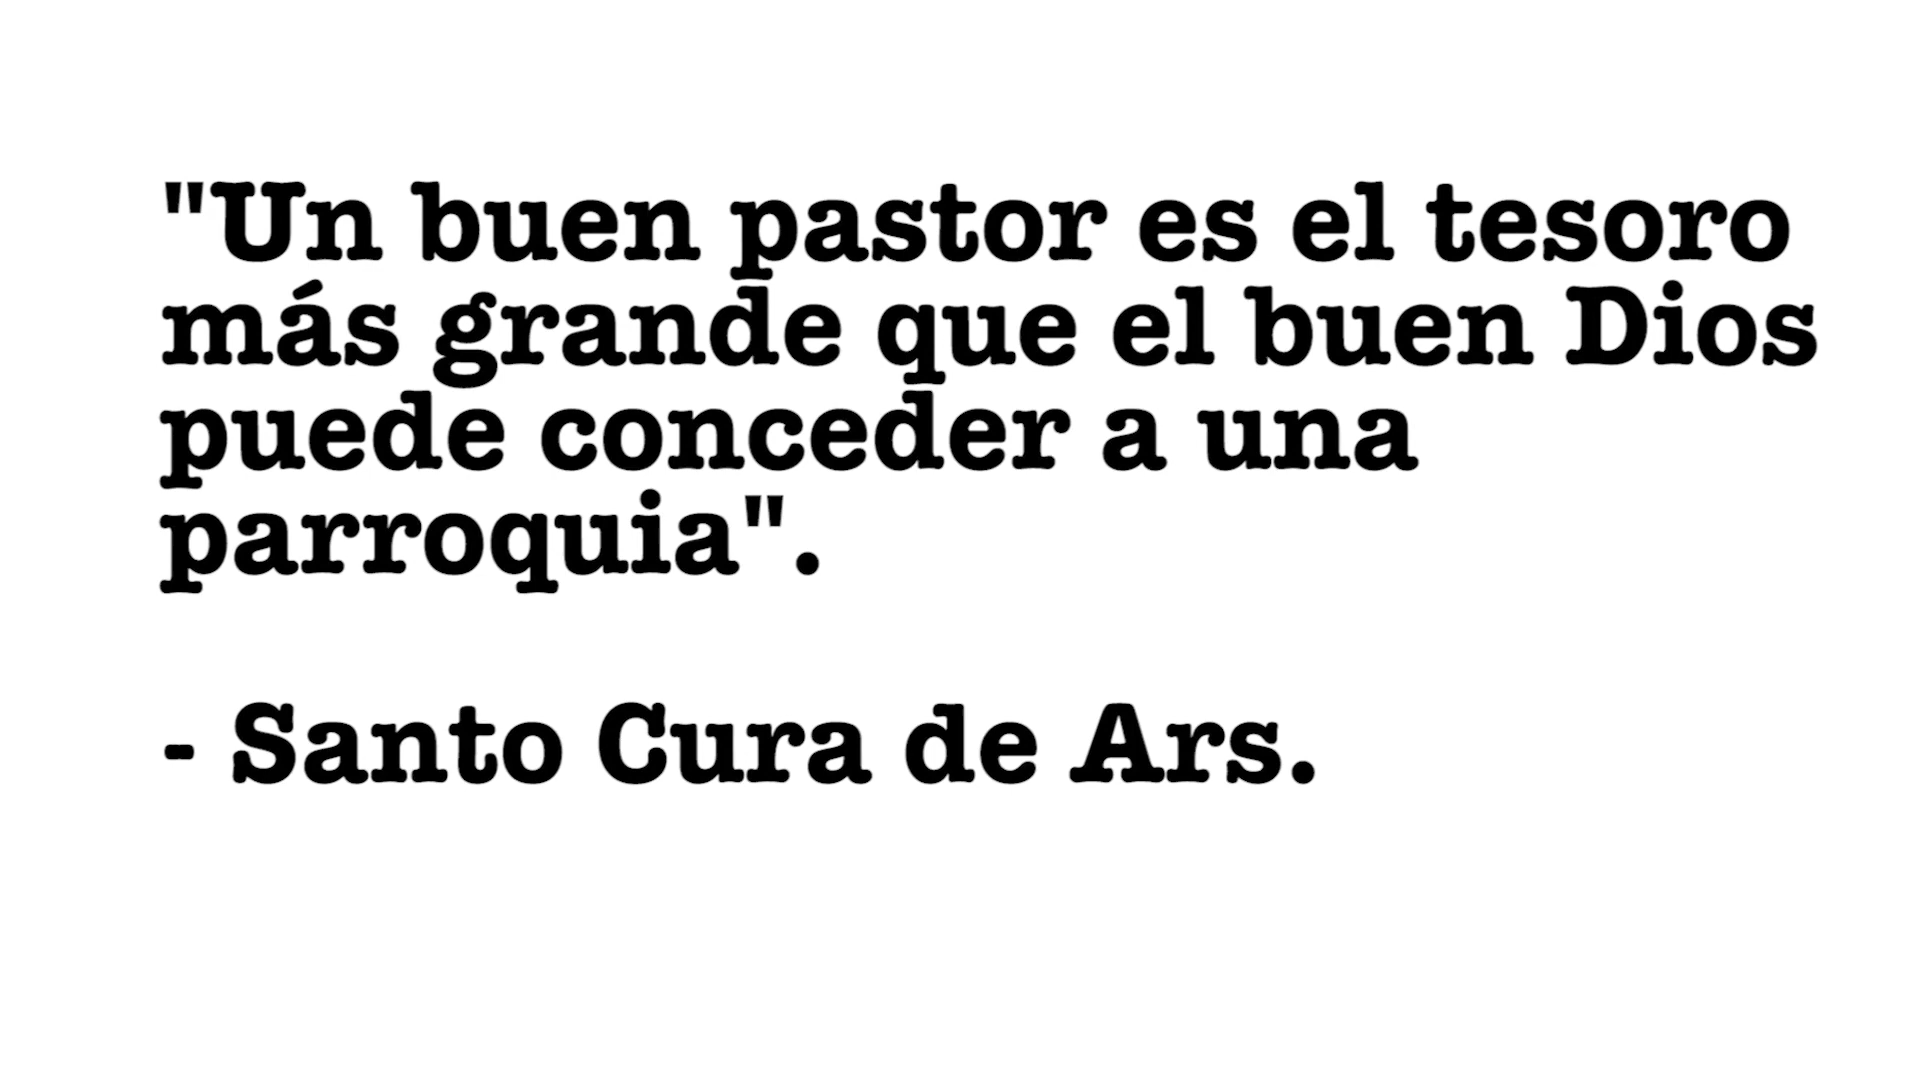 "Un buen pastor es el tesoro
más grande que el buen Dios
puede conceder a una
parroquia".
- Santo Cura de Ars.